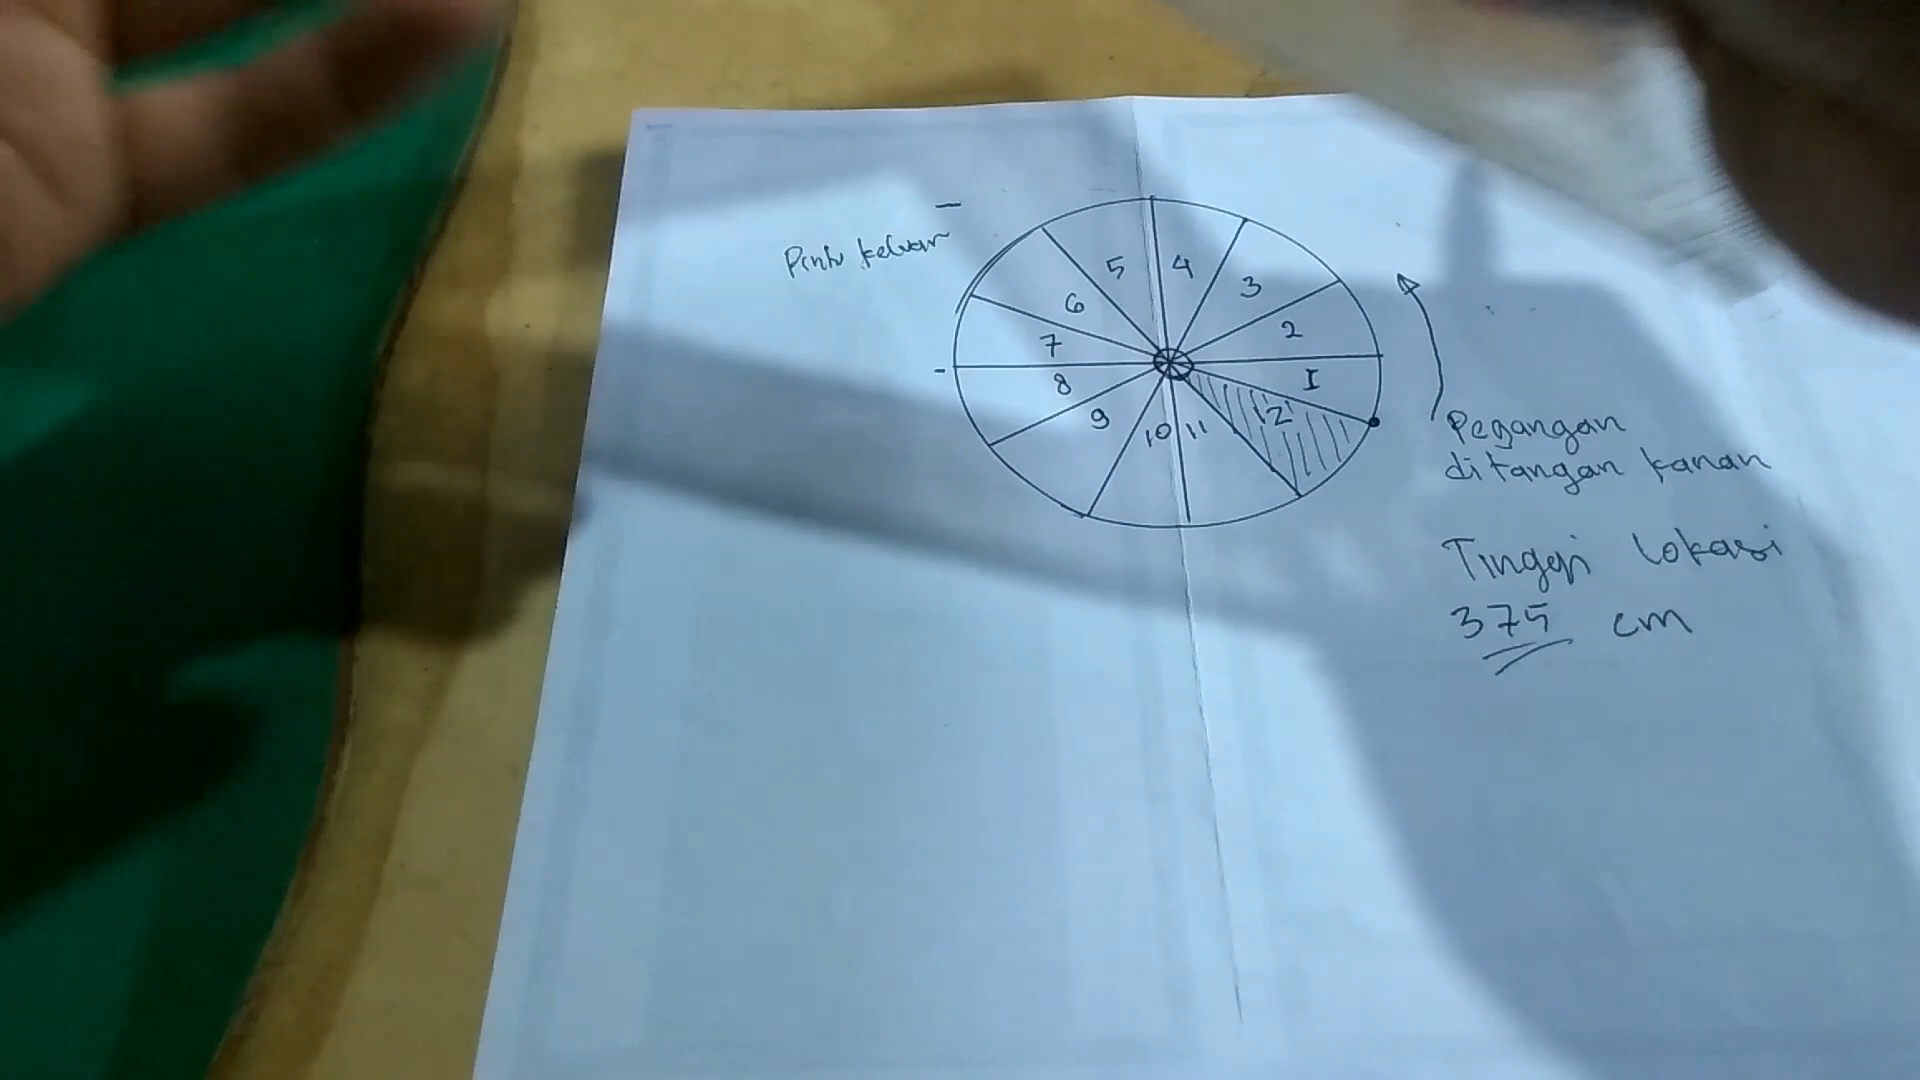 Pintu keluar
5
4
3
6
2
7
I
8
12
9
10
11
Pegangan
ditangan kanan
Tinggi lokasi
375 cm